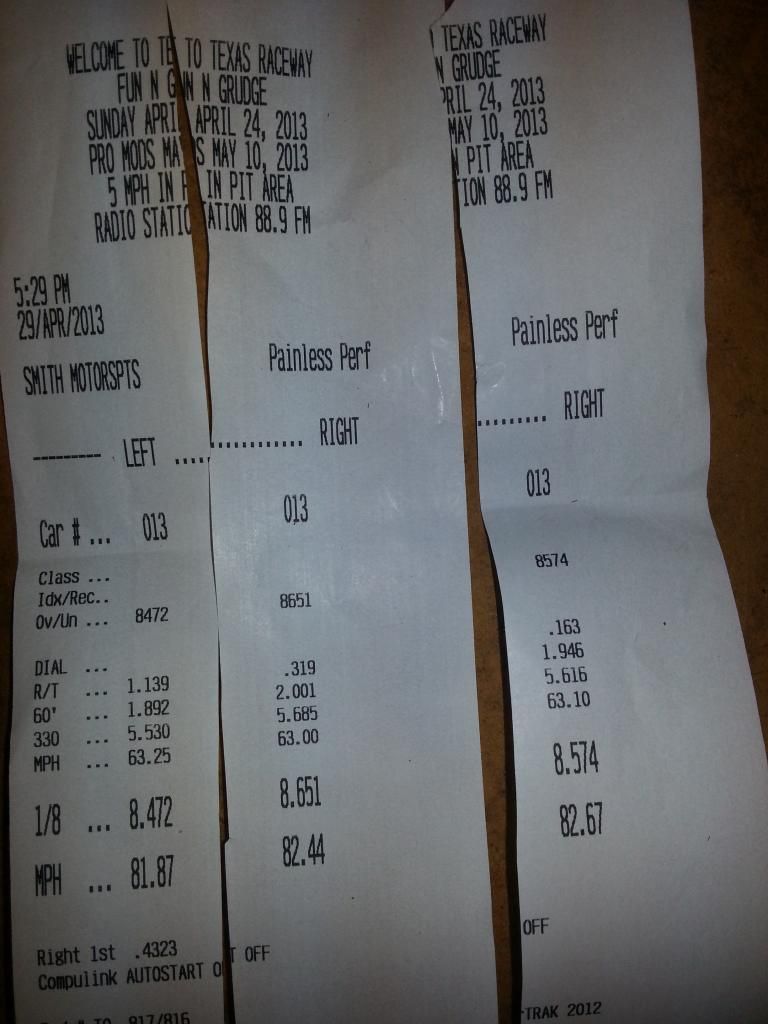 WELCOME TO TE
FUN N G
SUNDAY APRI
PRO MODS MA
5 MPH IN P
RADIO STATIO
5:29 PM
29/APR/2013
SMITH MOTORSPTS
--------- LEFT .....
Car # ... 013
Class ...
Idx/Rec..
Ov/Un ... 8472
DIAL ...
R/T ... 1.139
60' ... 1.892
330 ... 5.530
MPH ... 63.25
1/8 ... 8.472
MPH ... 81.87
Right 1st .4323
Compulink AUTOSTART O
817/816
TO TEXAS RACEWAY
N GRUDGE
APRIL 24, 2013
S MAY 10, 2013
IN PIT AREA
ATION 88.9 FM
Painless Perf
............ RIGHT
013
8651
.319
2.001
5.685
63.00
8.651
82.44
T OFF
TEXAS RACEWAY
N GRUDGE
PRIL 24, 2013
MAY 10, 2013
PIT AREA
ION 88.9 FM
Painless Perf
......... RIGHT
013
8574
.163
1.946
5.616
63.10
8.574
82.67
OFF
TRAK 2012